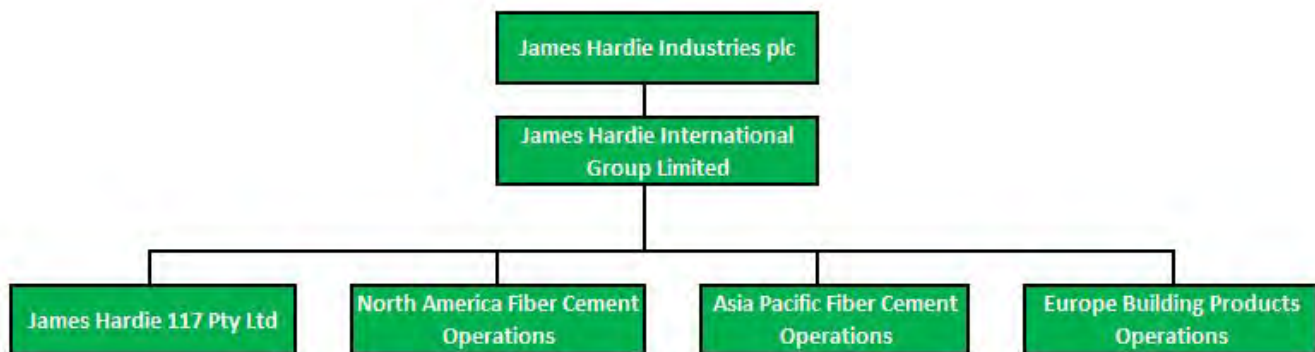 James Hardie Industries plc
James Hardie International
Group Limited
James Hardie 117 Pty Ltd
North America Fiber Cement
Operations
Asia Pacific Fiber Cement
Operations
Europe Building Products
Operations